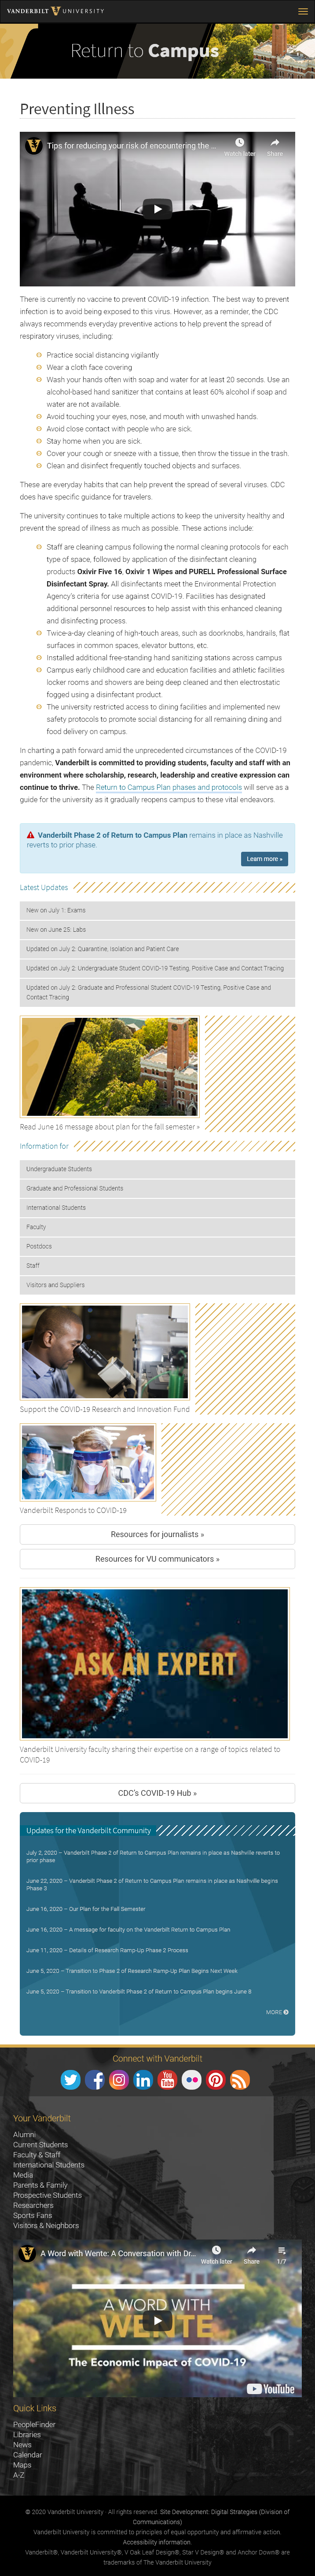 VANDERBILT UNIVERSITY
Return to Campus
Preventing Illness
Tips for reducing your risk of encountering the ...
Watch later
Share
There is currently no vaccine to prevent COVID-19 infection. The best way to prevent
infection is to avoid being exposed to this virus. However, as a reminder, the CDC
always recommends everyday preventive actions to help prevent the spread of
respiratory viruses, including:
Practice social distancing vigilantly
Wear a cloth face covering
Wash your hands often with soap and water for at least 20 seconds. Use an
alcohol-based hand sanitizer that contains at least 60% alcohol if soap and
water are not available.
Avoid touching your eyes, nose, and mouth with unwashed hands.
Avoid close contact with people who are sick.
Stay home when you are sick.
Cover your cough or sneeze with a tissue, then throw the tissue in the trash.
Clean and disinfect frequently touched objects and surfaces.
These are everyday habits that can help prevent the spread of several viruses. CDC
does have specific guidance for travelers.
The university continues to take multiple actions to keep the university healthy and
prevent the spread of illness as much as possible. These actions include:
Staff are cleaning campus following the normal cleaning protocols for each
type of space, followed by application of the disinfectant cleaning
products Oxivir Five 16, Oxivir 1 Wipes and PURELL Professional Surface
Disinfectant Spray. All disinfectants meet the Environmental Protection
Agency's criteria for use against COVID-19. Facilities has designated
additional personnel resources to help assist with this enhanced cleaning
and disinfecting process.
Twice-a-day cleaning of high-touch areas, such as doorknobs, handrails, flat
surfaces in common spaces, elevator buttons, etc.
Installed additional free-standing hand sanitizing stations across campus.
Campus early childhood care and education facilities and athletic facilities
locker rooms and showers are being deep cleaned and then electrostatic
fogged using a disinfectant product.
The university restricted access to dining facilities and implemented new
safety protocols to promote social distancing for all remaining dining and
food delivery on campus.
In charting a path forward amid the unprecedented circumstances of the COVID-19
pandemic, Vanderbilt is committed to providing students, faculty and staff with an
environment where scholarship, research, leadership and creative expression can
continue to thrive. The Return to Campus Plan phases and protocols will serve as a
guide for the university as it gradually reopens campus to these vital endeavors.
Vanderbilt Phase 2 of Return to Campus Plan remains in place as Nashville
reverts to prior phase.
Learn more »
Latest Updates
New on July 1: Exams
New on June 25: Labs
Updated on July 2: Quarantine, Isolation and Patient Care
Updated on July 2: Undergraduate Student COVID-19 Testing, Positive Case and Contact Tracing
Updated on July 2: Graduate and Professional Student COVID-19 Testing, Positive Case and
Contact Tracing
Read June 16 message about plan for the fall semester »
Information for
Undergraduate Students
Graduate and Professional Students
International Students
Faculty
Postdocs
Staff
Visitors and Suppliers
Support the COVID-19 Research and Innovation Fund
Vanderbilt Responds to COVID-19
Resources for journalists »
Resources for VU communicators »
ASK AN EXPERT
Vanderbilt University faculty sharing their expertise on a range of topics related to
COVID-19
CDC's COVID-19 Hub »
Updates for the Vanderbilt Community
July 2, 2020 – Vanderbilt Phase 2 of Return to Campus Plan remains in place as Nashville reverts to
prior phase
June 22, 2020 – Vanderbilt Phase 2 of Return to Campus Plan remains in place as Nashville begins
Phase 3
June 16, 2020 – Our Plan for the Fall Semester
June 16, 2020 – A message for faculty on the Vanderbilt Return to Campus Plan
June 11, 2020 – Details of Research Ramp-Up Phase 2 Process
June 5, 2020 – Transition to Phase 2 of Research Ramp-Up Plan Begins Next Week
June 5, 2020 – Transition to Vanderbilt Phase 2 of Return to Campus Plan begins June 8
MORE
Connect with Vanderbilt
You Tube
Your Vanderbilt
Alumni
Current Students
Faculty & Staff
International Students
Media
Parents & Family
Prospective Students
Researchers
Sports Fans
Visitors & Neighbors
A Word with Wente: A Conversation with Dr...
Watch later
Share
1/7
A WORD WITH
WENTE
The Economic Impact of COVID-19
YouTube
Quick Links
PeopleFinder
Libraries
News
Calendar
Maps
A-Z
© 2020 Vanderbilt University · All rights reserved. Site Development: Digital Strategies (Division of
Communications)
Vanderbilt University is committed to principles of equal opportunity and affirmative action.
Accessibility information.
Vanderbilt®, Vanderbilt University®, V Oak Leaf Design®, Star V Design® and Anchor Down® are
trademarks of The Vanderbilt University